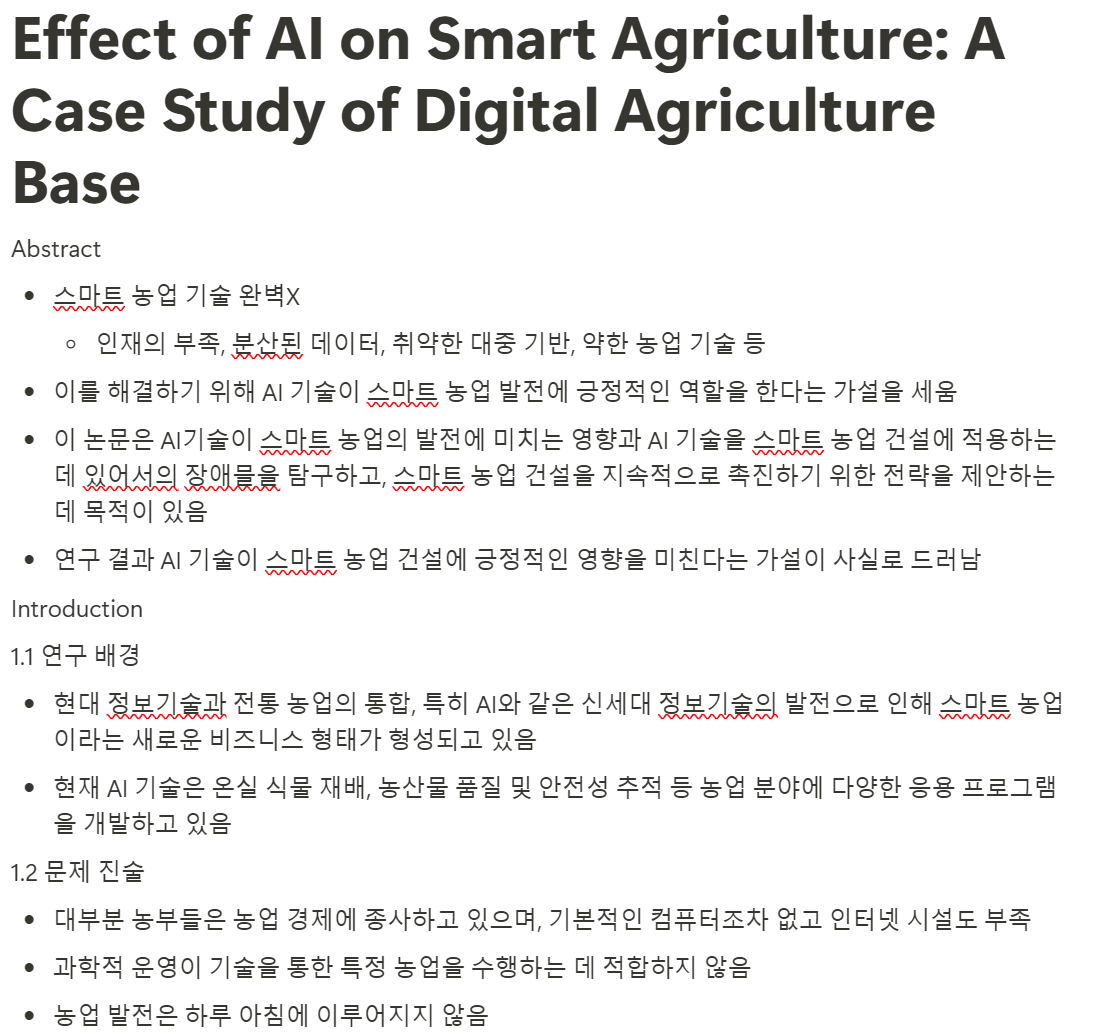 Effect of AI on Smart Agriculture: A
Case Study of Digital Agriculture
Base
Abstract
• 스마트 농업 기술 완벽X
◦ 인재의 부족, 분산된 데이터, 취약한 대중 기반, 약한 농업 기술 등
• 이를 해결하기 위해 AI 기술이 스마트 농업 발전에 긍정적인 역할을 한다는 가설을 세움
• 이 논문은 AI기술이 스마트 농업의 발전에 미치는 영향과 AI 기술을 스마트 농업 건설에 적용하는
데 있어서의 장애물을 탐구하고, 스마트 농업 건설을 지속적으로 촉진하기 위한 전략을 제안하는
데 목적이 있음
• 연구 결과 AI 기술이 스마트 농업 건설에 긍정적인 영향을 미친다는 가설이 사실로 드러남
Introduction
1.1 연구 배경
• 현대 정보기술과 전통 농업의 통합, 특히 AI와 같은 신세대 정보기술의 발전으로 인해 스마트 농업
이라는 새로운 비즈니스 형태가 형성되고 있음
• 현재 AI 기술은 온실 식물 재배, 농산물 품질 및 안전성 추적 등 농업 분야에 다양한 응용 프로그램
을 개발하고 있음
1.2 문제 진술
• 대부분 농부들은 농업 경제에 종사하고 있으며, 기본적인 컴퓨터조차 없고 인터넷 시설도 부족
• 과학적 운영이 기술을 통한 특정 농업을 수행하는 데 적합하지 않음
• 농업 발전은 하루 아침에 이루어지지 않음